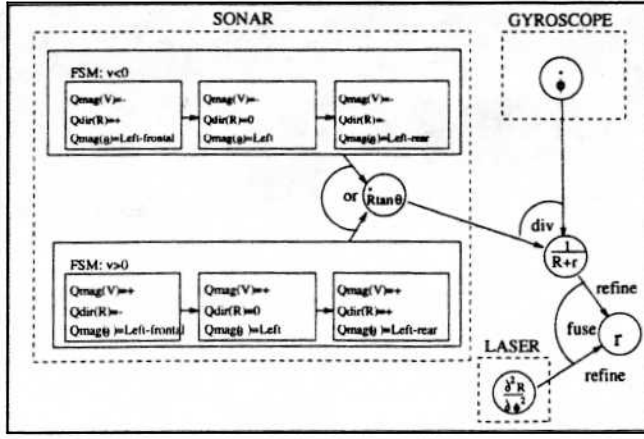 SONAR
GYROSCOPE
FSM: v<0
Qmag(V)=-
Qdir(R)=+
Qmag(θ)=Left-frontal
Qmag(V)=-
Qdir(R)=0
Qmag(θ)=Left
Qmag(V)=-
Qdir(R)=-
Qmag(θ)=Left-rear
ϕ̇
or
Ṙtan θ
div
1
R+r
FSM: v>0
Qmag(V)=+
Qdir(R)=-
Qmag(θ)=Left-frontal
Qmag(V)=+
Qdir(R)=0
Qmag(θ)=Left
Qmag(V)=+
Qdir(R)=+
Qmag(θ)=Left-rear
refine
fuse
r
LASER
refine
∂²R
∂ϕ²